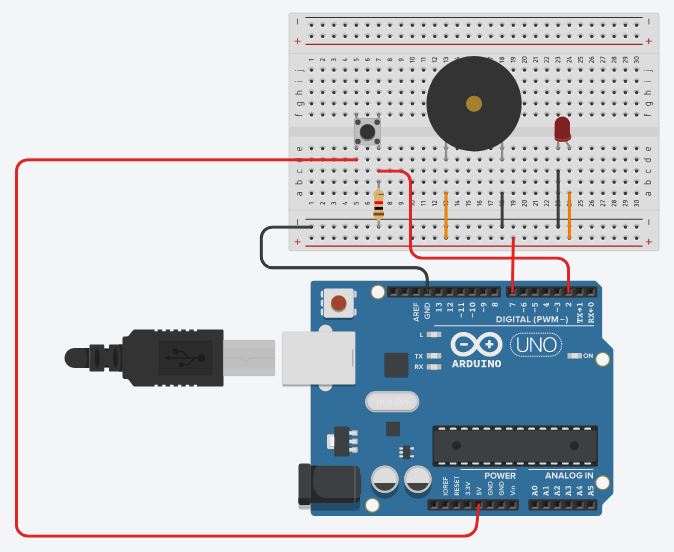 − −
+ +
1 2 3 4 5 6 7 8 9 10 11 12 13 14 15 16 17 18 19 20 21 22 23 24 25 26 27 28 29 30
j j
i i
h h
g g
f f
e e
d d
c c
b b
a a
1 2 3 4 5 6 7 8 9 10 11 12 13 14 15 16 17 18 19 20 21 22 23 24 25 26 27 28 29 30
− −
+ +
AREF
GND
13
12
~11
~10
~9
8
7
~6
~5
4
~3
2
TX→1
RX←0
DIGITAL (PWM~)
L
TX
RX
ARDUINO
UNO
ON
POWER
ANALOG IN
IOREF
RESET
3.3V
5V
GND
GND
Vin
A0
A1
A2
A3
A4
A5